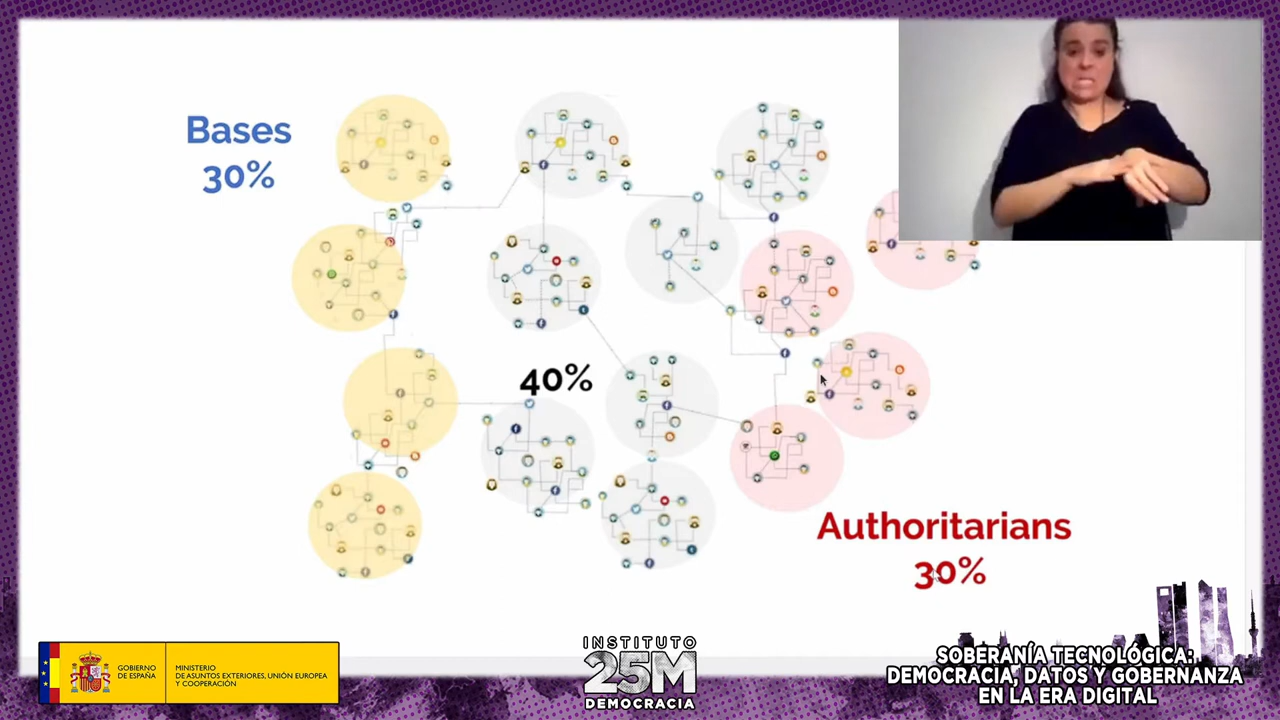 Bases
30%
40%
Authoritarians
30%
GOBIERNO
DE ESPAÑA
MINISTERIO
DE ASUNTOS EXTERIORES, UNIÓN EUROPEA
Y COOPERACIÓN
INSTITUTO
25M
DEMOCRACIA
SOBERANÍA TECNOLÓGICA:
DEMOCRACIA, DATOS Y GOBERNANZA
EN LA ERA DIGITAL